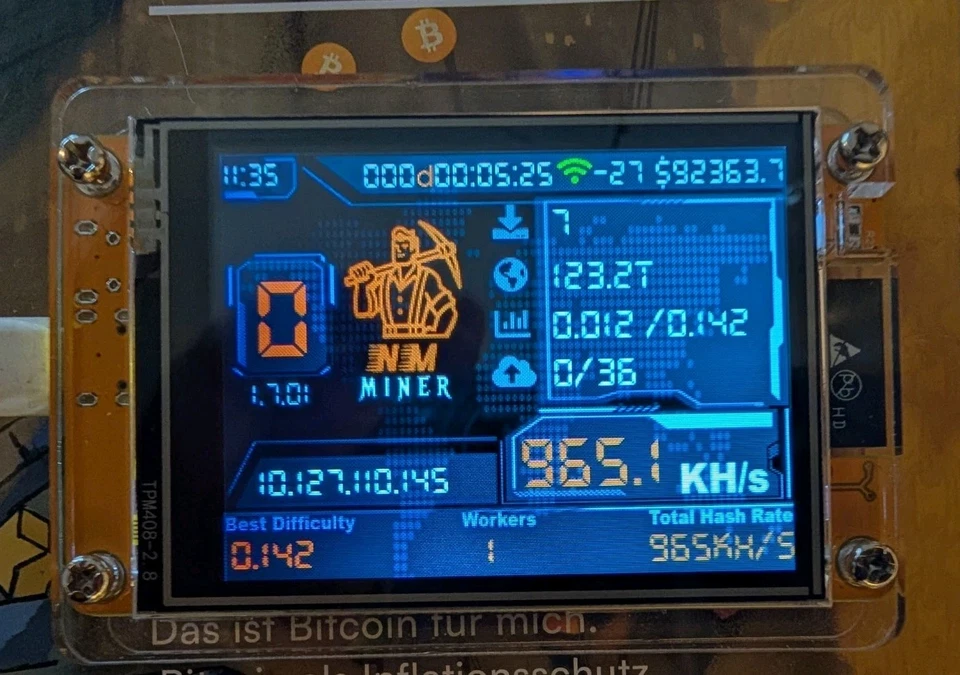 11:35 000d00:05:25 -27 $92363.7
7
123.2T
0
0.012 /0.142
NM
0/36
MINER
1.7.01
965.1 KH/s
10.127.110.145
Best Difficulty Workers Total Hash Rate
0.142 1 965KH/S
TPM408-2.8
HD
Das ist Bitcoin für mich.
Inflationsschutz